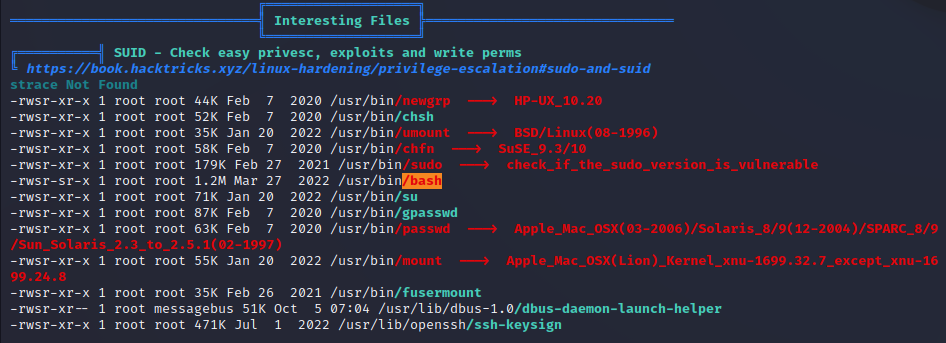 Interesting Files
SUID - Check easy privesc, exploits and write perms
https://book.hacktricks.xyz/linux-hardening/privilege-escalation#sudo-and-suid
strace Not Found
-rwsr-xr-x 1 root root 44K Feb  7  2020 /usr/bin/newgrp  --->  HP-UX_10.20
-rwsr-xr-x 1 root root 52K Feb  7  2020 /usr/bin/chsh
-rwsr-xr-x 1 root root 35K Jan 20  2022 /usr/bin/umount  --->  BSD/Linux(08-1996)
-rwsr-xr-x 1 root root 58K Feb  7  2020 /usr/bin/chfn  --->  SuSE_9.3/10
-rwsr-xr-x 1 root root 179K Feb 27  2021 /usr/bin/sudo  --->  check_if_the_sudo_version_is_vulnerable
-rwsr-xr-x 1 root root 1.2M Mar 27  2022 /usr/bin/bash
-rwsr-xr-x 1 root root 71K Jan 20  2022 /usr/bin/su
-rwsr-xr-x 1 root root 87K Feb  7  2020 /usr/bin/gpasswd
-rwsr-xr-x 1 root root 63K Feb  7  2020 /usr/bin/passwd  --->  Apple_Mac_OSX(03-2006)/Solaris_8/9(12-2004)/SPARC_8/9
/Sun_Solaris_2.3_to_2.5.1(02-1997)
-rwsr-xr-x 1 root root 55K Jan 20  2022 /usr/bin/mount  --->  Apple_Mac_OSX(Lion)_Kernel_xnu-1699.32.7_except_xnu-16
99.24.8
-rwsr-xr-x 1 root root 35K Feb 26  2021 /usr/bin/fusermount
-rwsr-xr-- 1 root messagebus 51K Oct  5 07:04 /usr/lib/dbus-1.0/dbus-daemon-launch-helper
-rwsr-xr-x 1 root root 471K Jul  1  2022 /usr/lib/openssh/ssh-keysign